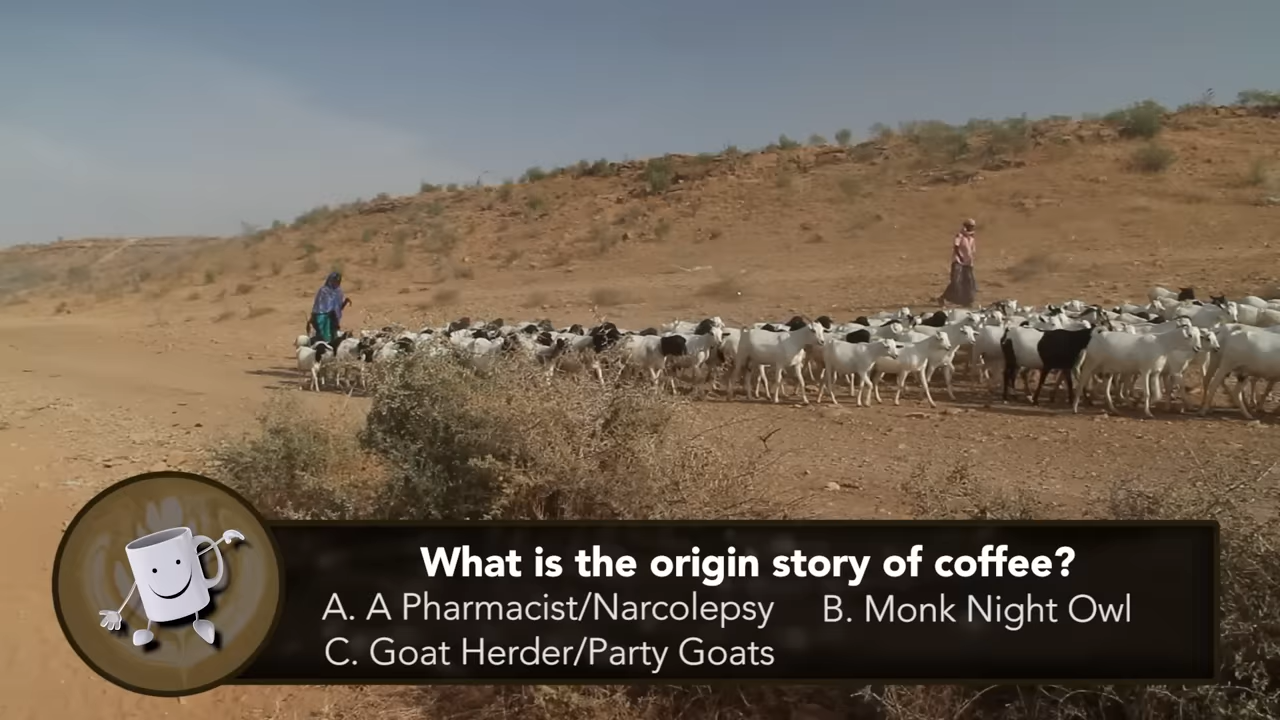 What is the origin story of coffee?
A. A Pharmacist/Narcolepsy B. Monk Night Owl
C. Goat Herder/Party Goats